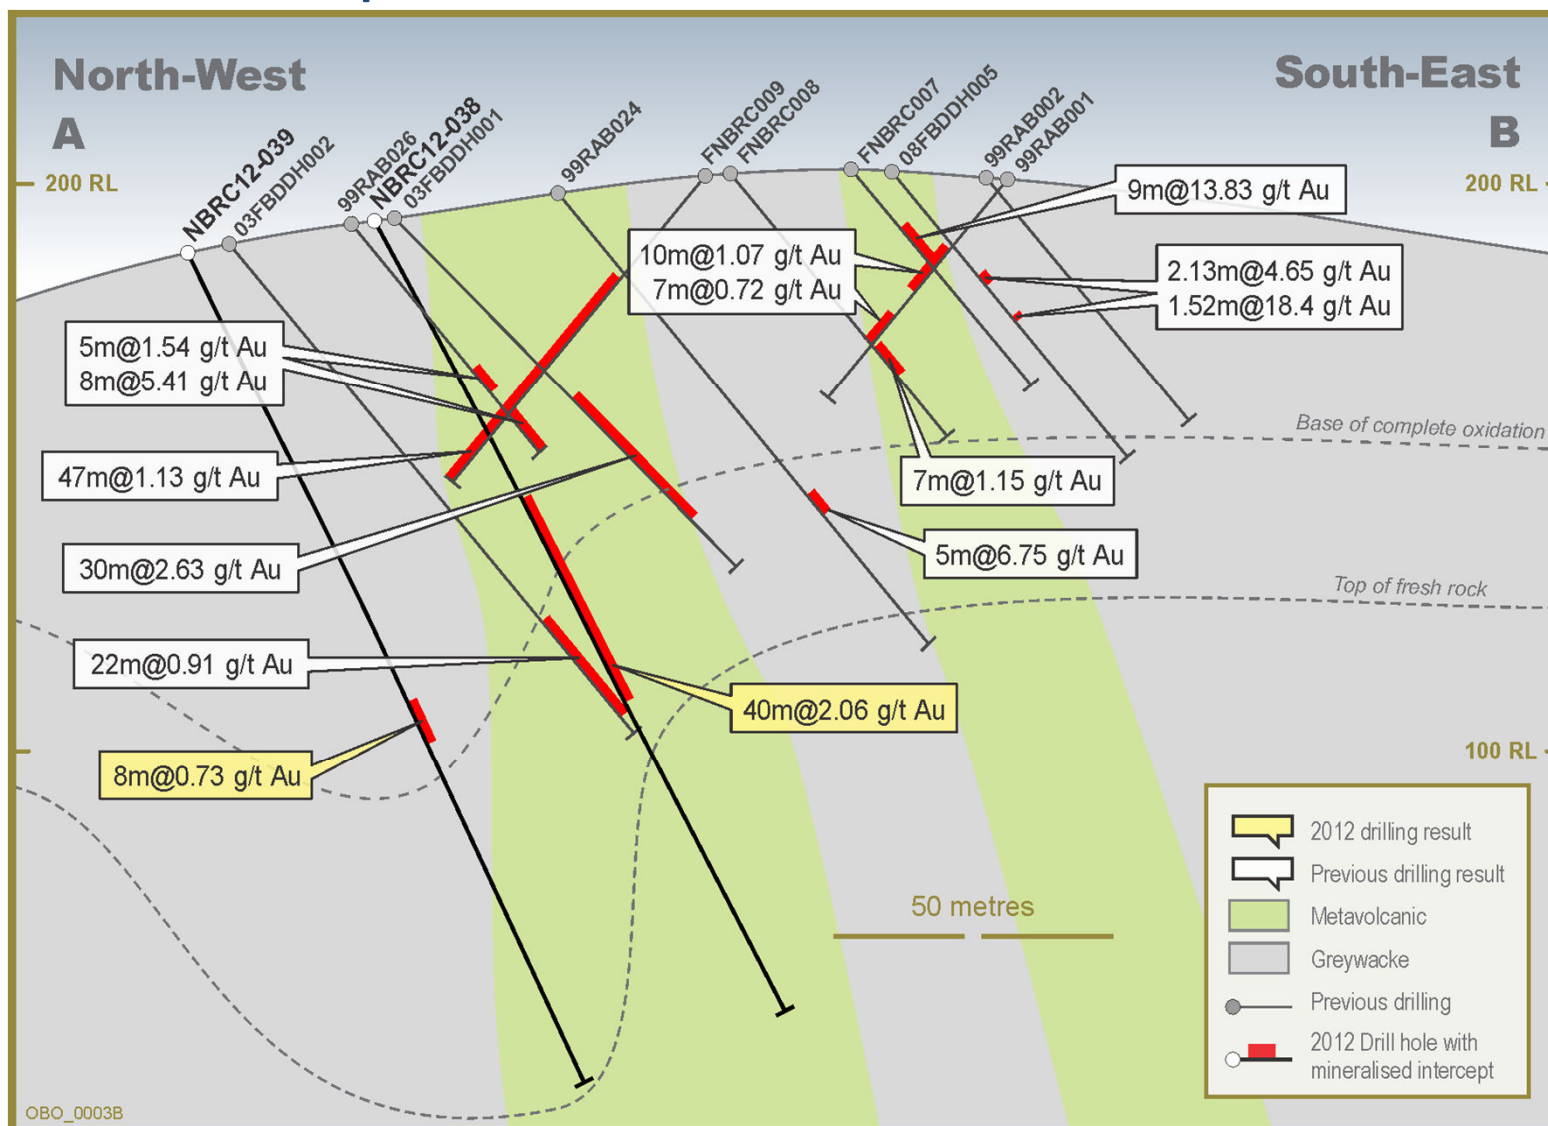 North-West
South-East
A
B
200 RL
200 RL
NBRC12-039
03FBDDH002
99RAB026
NBRC12-038
03FBDDH001
99RAB024
FNBRC009
FNBRC008
FNBRC007
08FBDDH005
99RAB002
99RAB001
9m@13.83 g/t Au
10m@1.07 g/t Au
7m@0.72 g/t Au
2.13m@4.65 g/t Au
1.52m@18.4 g/t Au
5m@1.54 g/t Au
8m@5.41 g/t Au
Base of complete oxidation
47m@1.13 g/t Au
7m@1.15 g/t Au
30m@2.63 g/t Au
5m@6.75 g/t Au
Top of fresh rock
22m@0.91 g/t Au
40m@2.06 g/t Au
8m@0.73 g/t Au
100 RL
50 metres
2012 drilling result
Previous drilling result
Metavolcanic
Greywacke
Previous drilling
2012 Drill hole with
mineralised intercept
OBO_0003B